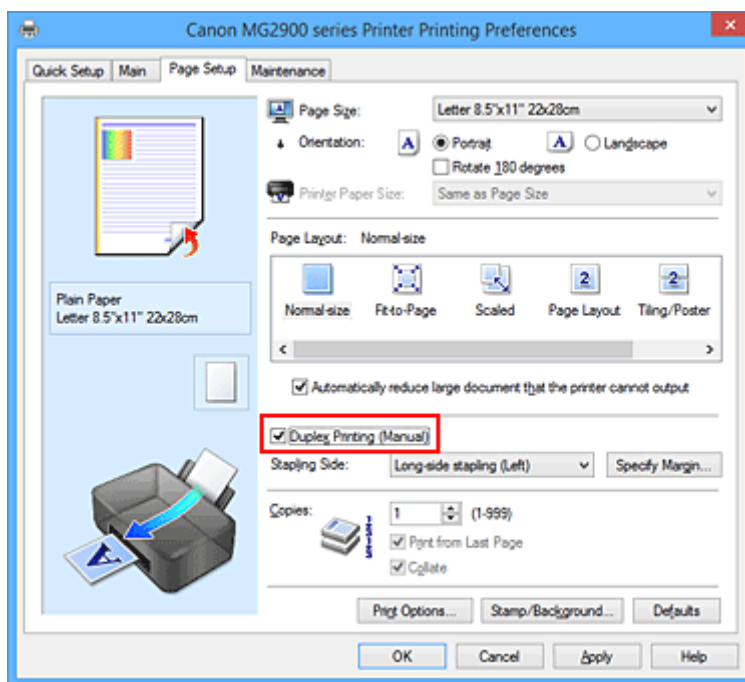 Canon MG2900 series Printer Printing Preferences
Quick Setup Main Page Setup Maintenance
Page Size: Letter 8.5"x11" 22x28cm
Orientation: A Portrait A Landscape
Rotate 180 degrees
Printer Paper Size: Same as Page Size
Page Layout: Normal-size
2 2
Normal-size Fit-to-Page Scaled Page Layout Tiling/Poster
Plain Paper
Letter 8.5"x11" 22x28cm
Automatically reduce large document that the printer cannot output
Duplex Printing (Manual)
Stapling Side: Long-side stapling (Left) Specify Margin...
Copies: 1 (1-999)
Print from Last Page
Collate
A
Print Options... Stamp/Background... Defaults
OK Cancel Apply Help